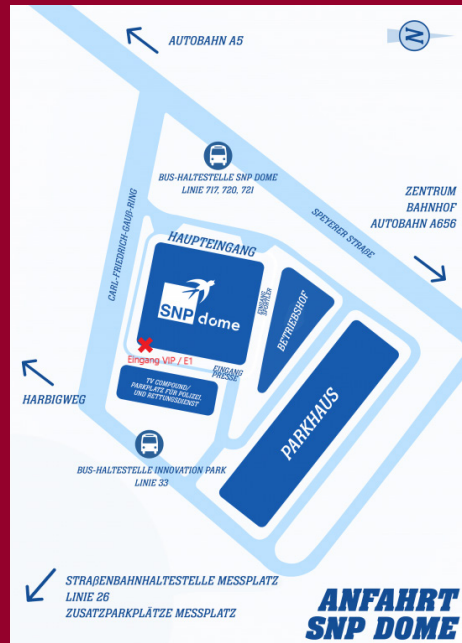 AUTOBAHN A5
N
BUS-HALTESTELLE SNP DOME
LINIE 717, 720, 721
ZENTRUM
BAHNHOF
AUTOBAHN A656
SPEYERER STRAßE
CARL-FRIEDRICH-GAUß-RING
HAUPTEINGANG
SNP dome
EINGANG
SPORTLER
BETRIEBSHOF
Eingang VIP / E1
EINGANG
PRESSE
TV COMPOUND/
PARKPLATZ FÜR POLIZEI,
UND RETTUNGSDIENST
HARBIGWEG
PARKHAUS
BUS-HALTESTELLE INNOVATION PARK
LINIE 33
STRAßENBAHNHALTESTELLE MESSPLATZ
LINIE 26
ZUSATZPARKPLÄTZE MESSPLATZ
ANFAHRT
SNP DOME